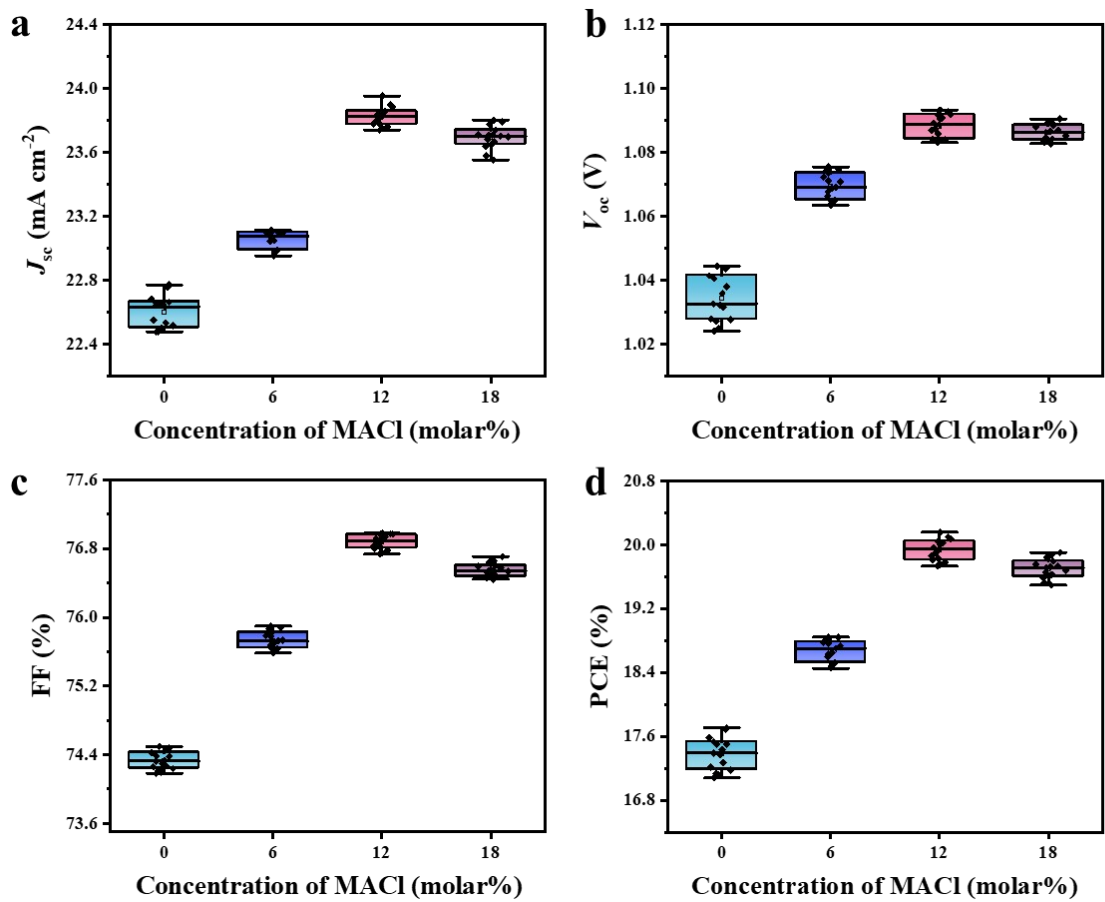 a
24.4
24.0
23.6
23.2
22.8
22.4
Jsc (mA cm⁻²)
0 6 12 18
Concentration of MACl (molar%)
b
1.12
1.10
1.08
1.06
1.04
1.02
Voc (V)
0 6 12 18
Concentration of MACl (molar%)
c
77.6
76.8
76.0
75.2
74.4
73.6
FF (%)
0 6 12 18
Concentration of MACl (molar%)
d
20.8
20.0
19.2
18.4
17.6
16.8
PCE (%)
0 6 12 18
Concentration of MACl (molar%)